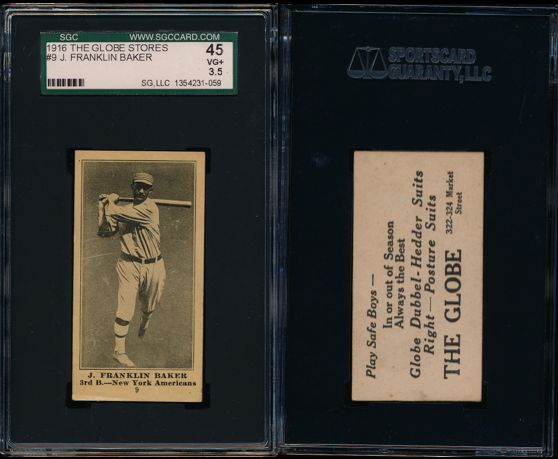 SGC WWW.SGCCARD.COM
1916 THE GLOBE STORES
#9 J. FRANKLIN BAKER
45
VG+
3.5
SG,LLC 1354231-059
J. FRANKLIN BAKER
3rd B.—New York Americans
9
SPORTSCARD
GUARANTY, LLC
Play Safe Boys —
In or out of Season
Always the Best
Globe Dubbel-Hedder Suits
Right—Posture Suits
THE GLOBE 322-324 Market
Street